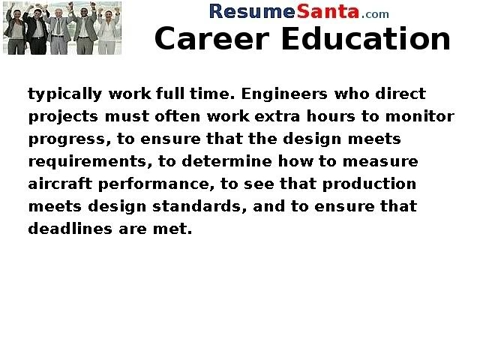 ResumeSanta.com
Career Education
typically work full time. Engineers who direct
projects must often work extra hours to monitor
progress, to ensure that the design meets
requirements, to determine how to measure
aircraft performance, to see that production
meets design standards, and to ensure that
deadlines are met.